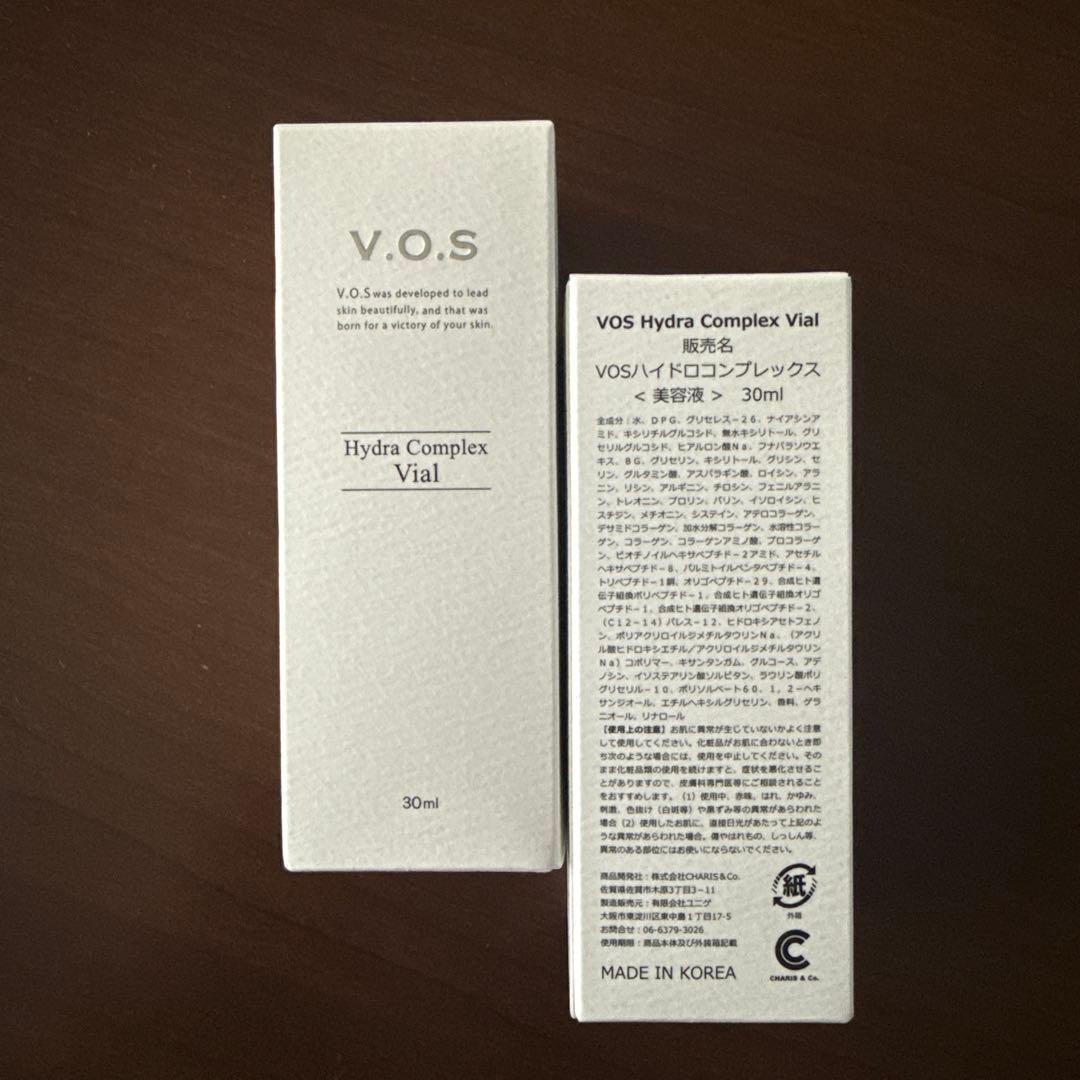 V.O.S
V.O.S was developed to lead
skin beautifully, and that was
born for a victory of your skin.
Hydra Complex
Vial
30ml
VOS Hydra Complex Vial
販売名
VOSハイドロコンプレックス
< 美容液 > 30ml
全成分：水、DPG、グリセレス－26、ナイアシンア
ミド、キシリチルグルコシド、無水キシリトール、グリ
セリルグルコシド、ヒアルロン酸Na、フナバラソウエ
キス、BG、グリセリン、キシリトール、グリシン、セ
リン、グルタミン酸、アスパラギン酸、ロイシン、アラ
ニン、リシン、アルギニン、チロシン、フェニルアラニ
ン、トレオニン、プロリン、バリン、イソロイシン、ヒ
スチジン、メチオニン、システイン、アテロコラーゲン、
デサミドコラーゲン、加水分解コラーゲン、水溶性コラー
ゲン、コラーゲン、コラーゲンアミノ酸、プロコラーゲ
ン、ビオチノイルヘキサペプチド－2アミド、アセチル
ヘキサペプチド－8、パルミトイルペンタペプチド－4、
トリペプチド－1銅、オリゴペプチド－29、合成ヒト遺
伝子組換ポリペプチド－1、合成ヒト遺伝子組換オリゴ
ペプチド－1、合成ヒト遺伝子組換オリゴペプチド－2、
（C12－14）パレス－12、ヒドロキシアセトフェノ
ン、ポリアクリロイルジメチルタウリンNa、（アクリ
ル酸ヒドロキシエチル／アクリロイルジメチルタウリン
Na）コポリマー、キサンタンガム、グルコース、アデ
ノシン、イソステアリン酸ソルビタン、ラウリン酸ポリ
グリセリル－10、ポリソルベート60、1，2－ヘキ
サンジオール、エチルヘキシルグリセリン、香料、ゲラ
ニオール、リナロール
【使用上の注意】お肌に異常が生じていないかよく注意
して使用してください。化粧品がお肌に合わないとき即
ち次のような場合には、使用を中止してください。その
まま化粧品類の使用を続けますと、症状を悪化させるこ
とがありますので、皮膚科専門医等にご相談されること
をおすすめします。（1）使用中、赤味、はれ、かゆみ、
刺激、色抜け（白斑等）や黒ずみ等の異常があらわれた
場合（2）使用したお肌に、直接日光があたって上記のよ
うな異常があらわれた場合。傷やはれもの、しっしん等、
異常のある部位にはお使いにならないでください。
商品開発社：株式会社CHARIS&Co.
佐賀県佐賀市木原3丁目3－11
製造販売元：有限会社ユニゲ
大阪市東淀川区東中島1丁目17-5
お問合せ：06-6379-3026
使用期限：商品本体及び外装箱記載
MADE IN KOREA
紙
外箱
CHARIS & Co.